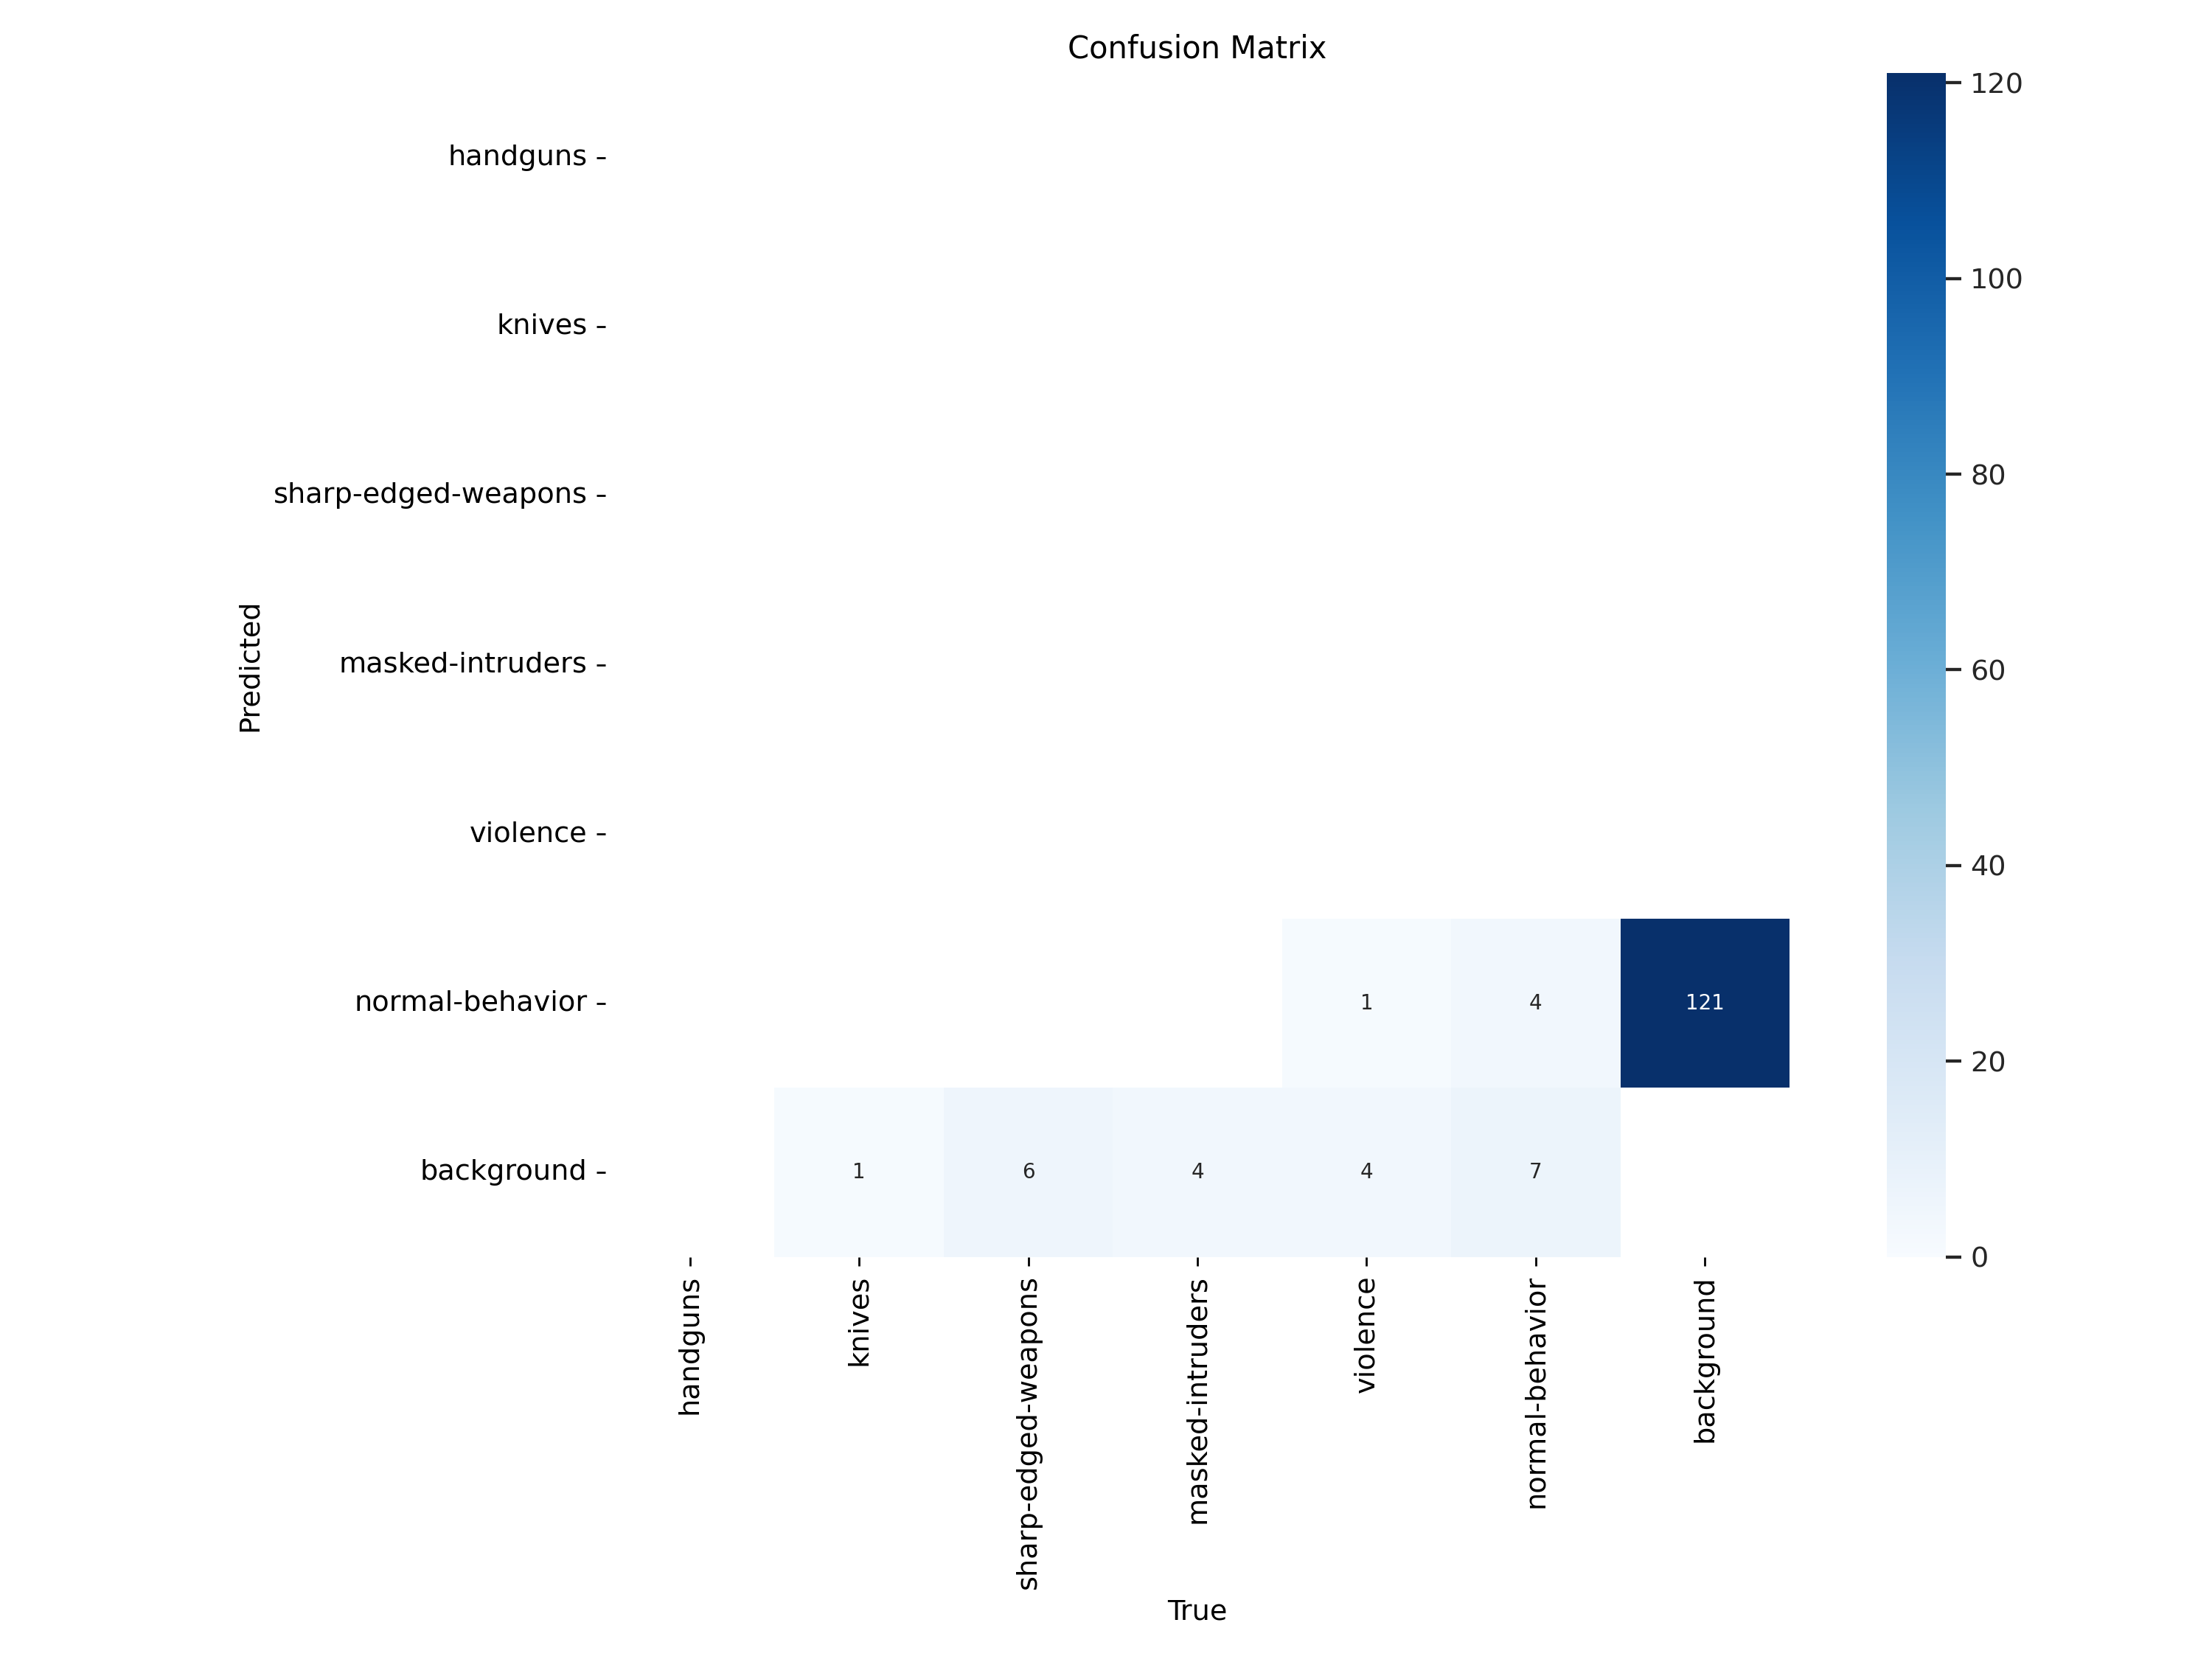 Confusion Matrix
handguns
knives
sharp-edged-weapons
masked-intruders
violence
normal-behavior
background
Predicted
1 4 121
1 6 4 4 7
handguns
knives
sharp-edged-weapons
masked-intruders
violence
normal-behavior
background
True
120
100
80
60
40
20
0